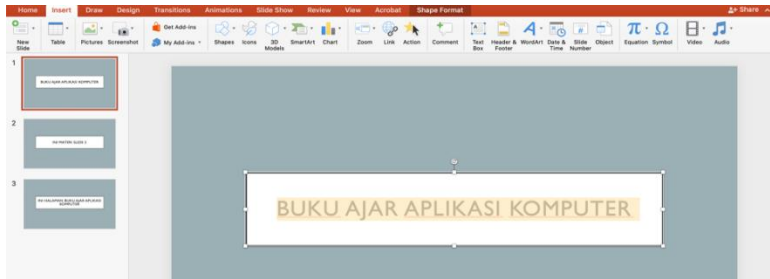 Home Insert Draw Design Transitions Animations Slide Show Review View Acrobat Shape Format Share
New Slide
Table
Pictures
Screenshot
Get Add-ins
My Add-ins
Shapes
Icons
3D Models
SmartArt
Chart
Zoom
Link
Action
Comment
Text Box
Header & Footer
WordArt
Date & Time
Slide Number
Object
Equation
Symbol
Video
Audio
1
BUKU AJAR APLIKASI KOMPUTER
2
3
BUKU AJAR APLIKASI KOMPUTER